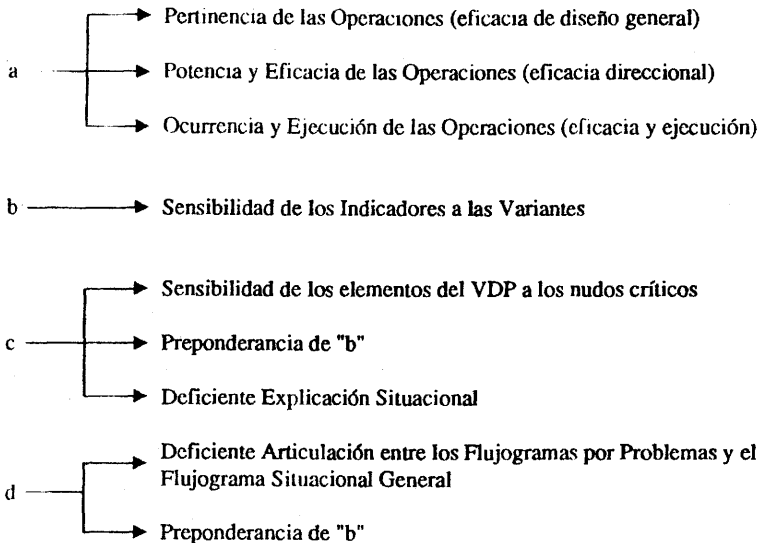 Pertinencia de las Operaciones (eficacia de diseño general)
a
Potencia y Eficacia de las Operaciones (eficacia direccional)
Ocurrencia y Ejecución de las Operaciones (eficacia y ejecución)
b
Sensibilidad de los Indicadores a las Variantes
Sensibilidad de los elementos del VDP a los nudos críticos
c
Preponderancia de "b"
Deficiente Explicación Situacional
Deficiente Articulación entre los Flujogramas por Problemas y el
Flujograma Situacional General
d
Preponderancia de "b"